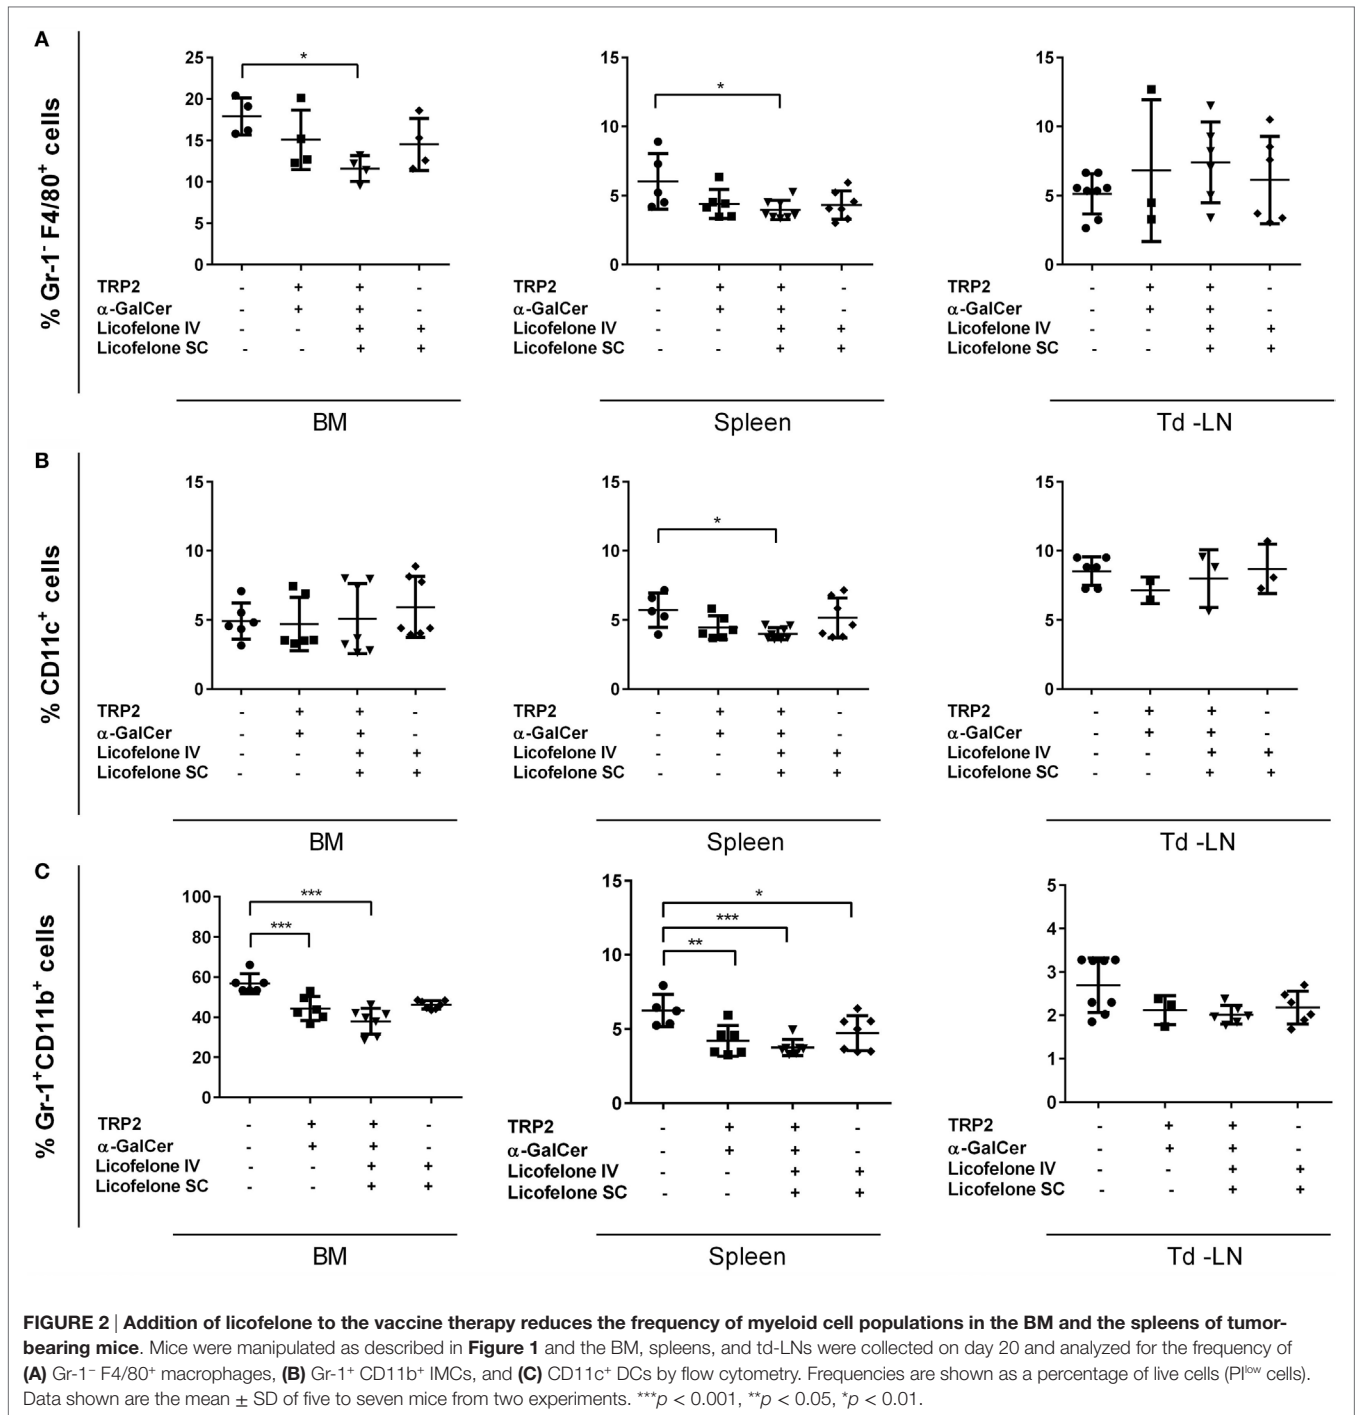 A
% Gr-1- F4/80+ cells
25
20
15
10
5
0
*
TRP2 - + + -
α-GalCer - + + -
Licofelone IV - - + +
Licofelone SC - - + +
BM
15
10
5
0
*
TRP2 - + + -
α-GalCer - + + -
Licofelone IV - - + +
Licofelone SC - - + +
Spleen
15
10
5
0
TRP2 - + + -
α-GalCer - + + -
Licofelone IV - - + +
Licofelone SC - - + +
Td -LN
B
% CD11c+ cells
15
10
5
0
TRP2 - + + -
α-GalCer - + + -
Licofelone IV - - + +
Licofelone SC - - + +
BM
15
10
5
0
*
TRP2 - + + -
α-GalCer - + + -
Licofelone IV - - + +
Licofelone SC - - + +
Spleen
15
10
5
0
TRP2 - + + -
α-GalCer - + + -
Licofelone IV - - + +
Licofelone SC - - + +
Td -LN
C
% Gr-1+CD11b+ cells
100
80
60
40
20
0
***
***
TRP2 - + + -
α-GalCer - + + -
Licofelone IV - - + +
Licofelone SC - - + +
BM
15
10
5
0
*
***
**
TRP2 - + + -
α-GalCer - + + -
Licofelone IV - - + +
Licofelone SC - - + +
Spleen
5
4
3
2
1
0
TRP2 - + + -
α-GalCer - + + -
Licofelone IV - - + +
Licofelone SC - - + +
Td -LN
FIGURE 2 | Addition of licofelone to the vaccine therapy reduces the frequency of myeloid cell populations in the BM and the spleens of tumor-
bearing mice. Mice were manipulated as described in Figure 1 and the BM, spleens, and td-LNs were collected on day 20 and analyzed for the frequency of
(A) Gr-1− F4/80+ macrophages, (B) Gr-1+ CD11b+ IMCs, and (C) CD11c+ DCs by flow cytometry. Frequencies are shown as a percentage of live cells (PIlow cells).
Data shown are the mean ± SD of five to seven mice from two experiments. ***p < 0.001, **p < 0.05, *p < 0.01.